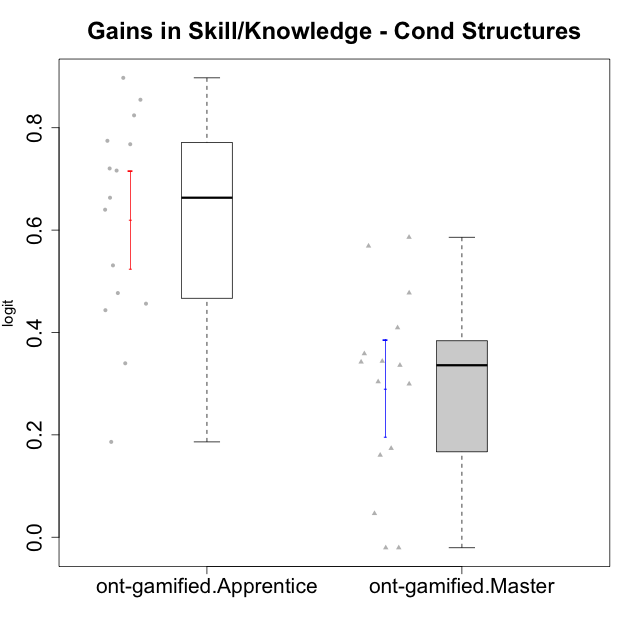 Gains in Skill/Knowledge - Cond Structures
logit
0.8
0.6
0.4
0.2
0.0
ont-gamified.Apprentice
ont-gamified.Master